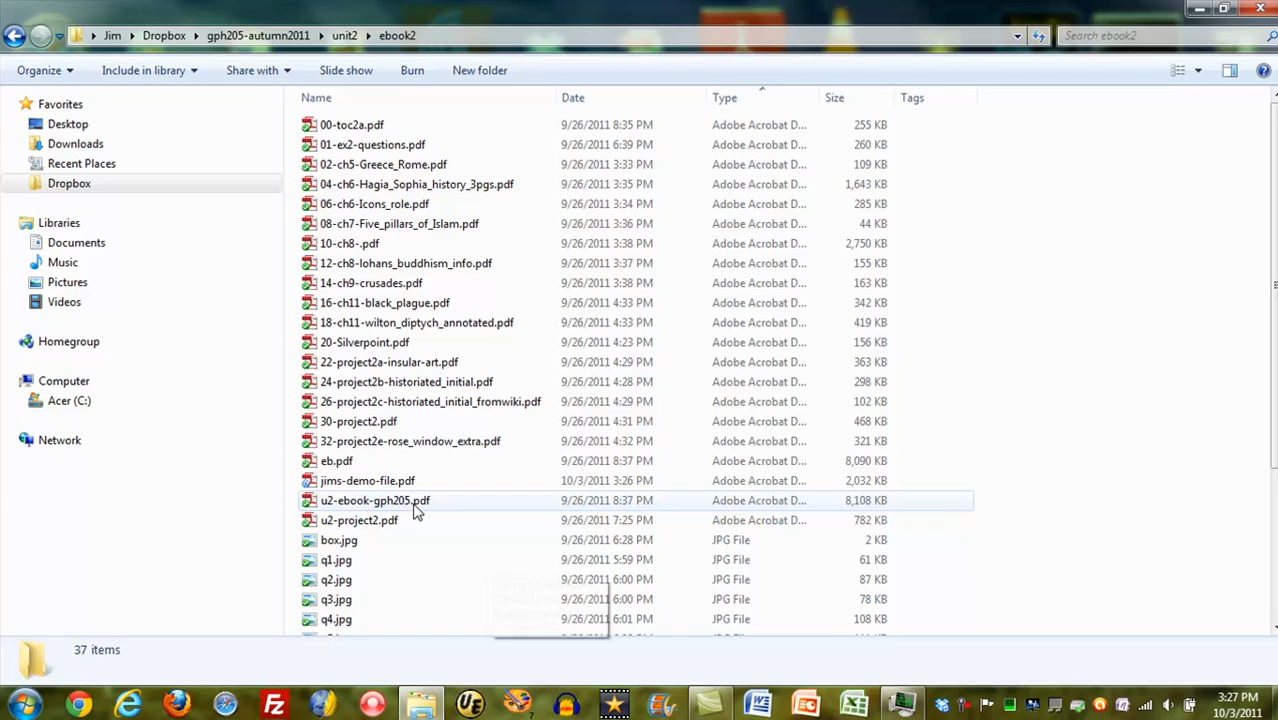 Jim Dropbox gph205-autumn2011 unit2 ebook2 Search ebook2
Organize Include in library Share with Slide show Burn New folder
Favorites
Desktop
Downloads
Recent Places
Dropbox
Libraries
Documents
Music
Pictures
Videos
Homegroup
Computer
Acer (C:)
Network
Name Date Type Size Tags
00-toc2a.pdf 9/26/2011 8:35 PM Adobe Acrobat D... 255 KB
01-ex2-questions.pdf 9/26/2011 6:39 PM Adobe Acrobat D... 260 KB
02-ch5-Greece_Rome.pdf 9/26/2011 3:33 PM Adobe Acrobat D... 109 KB
04-ch6-Hagia_Sophia_history_3pgs.pdf 9/26/2011 3:35 PM Adobe Acrobat D... 1,643 KB
06-ch6-Icons_role.pdf 9/26/2011 3:34 PM Adobe Acrobat D... 285 KB
08-ch7-Five_pillars_of_Islam.pdf 9/26/2011 3:34 PM Adobe Acrobat D... 44 KB
10-ch8-.pdf 9/26/2011 3:38 PM Adobe Acrobat D... 2,750 KB
12-ch8-lohans_buddhism_info.pdf 9/26/2011 3:37 PM Adobe Acrobat D... 155 KB
14-ch9-crusades.pdf 9/26/2011 3:38 PM Adobe Acrobat D... 163 KB
16-ch11-black_plague.pdf 9/26/2011 4:33 PM Adobe Acrobat D... 342 KB
18-ch11-wilton_diptych_annotated.pdf 9/26/2011 4:33 PM Adobe Acrobat D... 419 KB
20-Silverpoint.pdf 9/26/2011 4:23 PM Adobe Acrobat D... 156 KB
22-project2a-insular-art.pdf 9/26/2011 4:29 PM Adobe Acrobat D... 363 KB
24-project2b-historiated_initial.pdf 9/26/2011 4:28 PM Adobe Acrobat D... 298 KB
26-project2c-historiated_initial_fromwiki.pdf 9/26/2011 4:29 PM Adobe Acrobat D... 102 KB
30-project2.pdf 9/26/2011 4:31 PM Adobe Acrobat D... 468 KB
32-project2e-rose_window_extra.pdf 9/26/2011 4:32 PM Adobe Acrobat D... 321 KB
eb.pdf 9/26/2011 8:37 PM Adobe Acrobat D... 8,090 KB
jims-demo-file.pdf 10/3/2011 3:26 PM Adobe Acrobat D... 2,032 KB
u2-ebook-gph205.pdf 9/26/2011 8:37 PM Adobe Acrobat D... 8,108 KB
u2-project2.pdf 9/26/2011 7:25 PM Adobe Acrobat D... 782 KB
box.jpg 9/26/2011 6:28 PM JPG File 2 KB
q1.jpg 9/26/2011 5:59 PM JPG File 61 KB
q2.jpg 9/26/2011 6:00 PM JPG File 87 KB
q3.jpg 9/26/2011 6:00 PM JPG File 78 KB
q4.jpg 9/26/2011 6:01 PM JPG File 108 KB
37 items
3:27 PM
10/3/2011